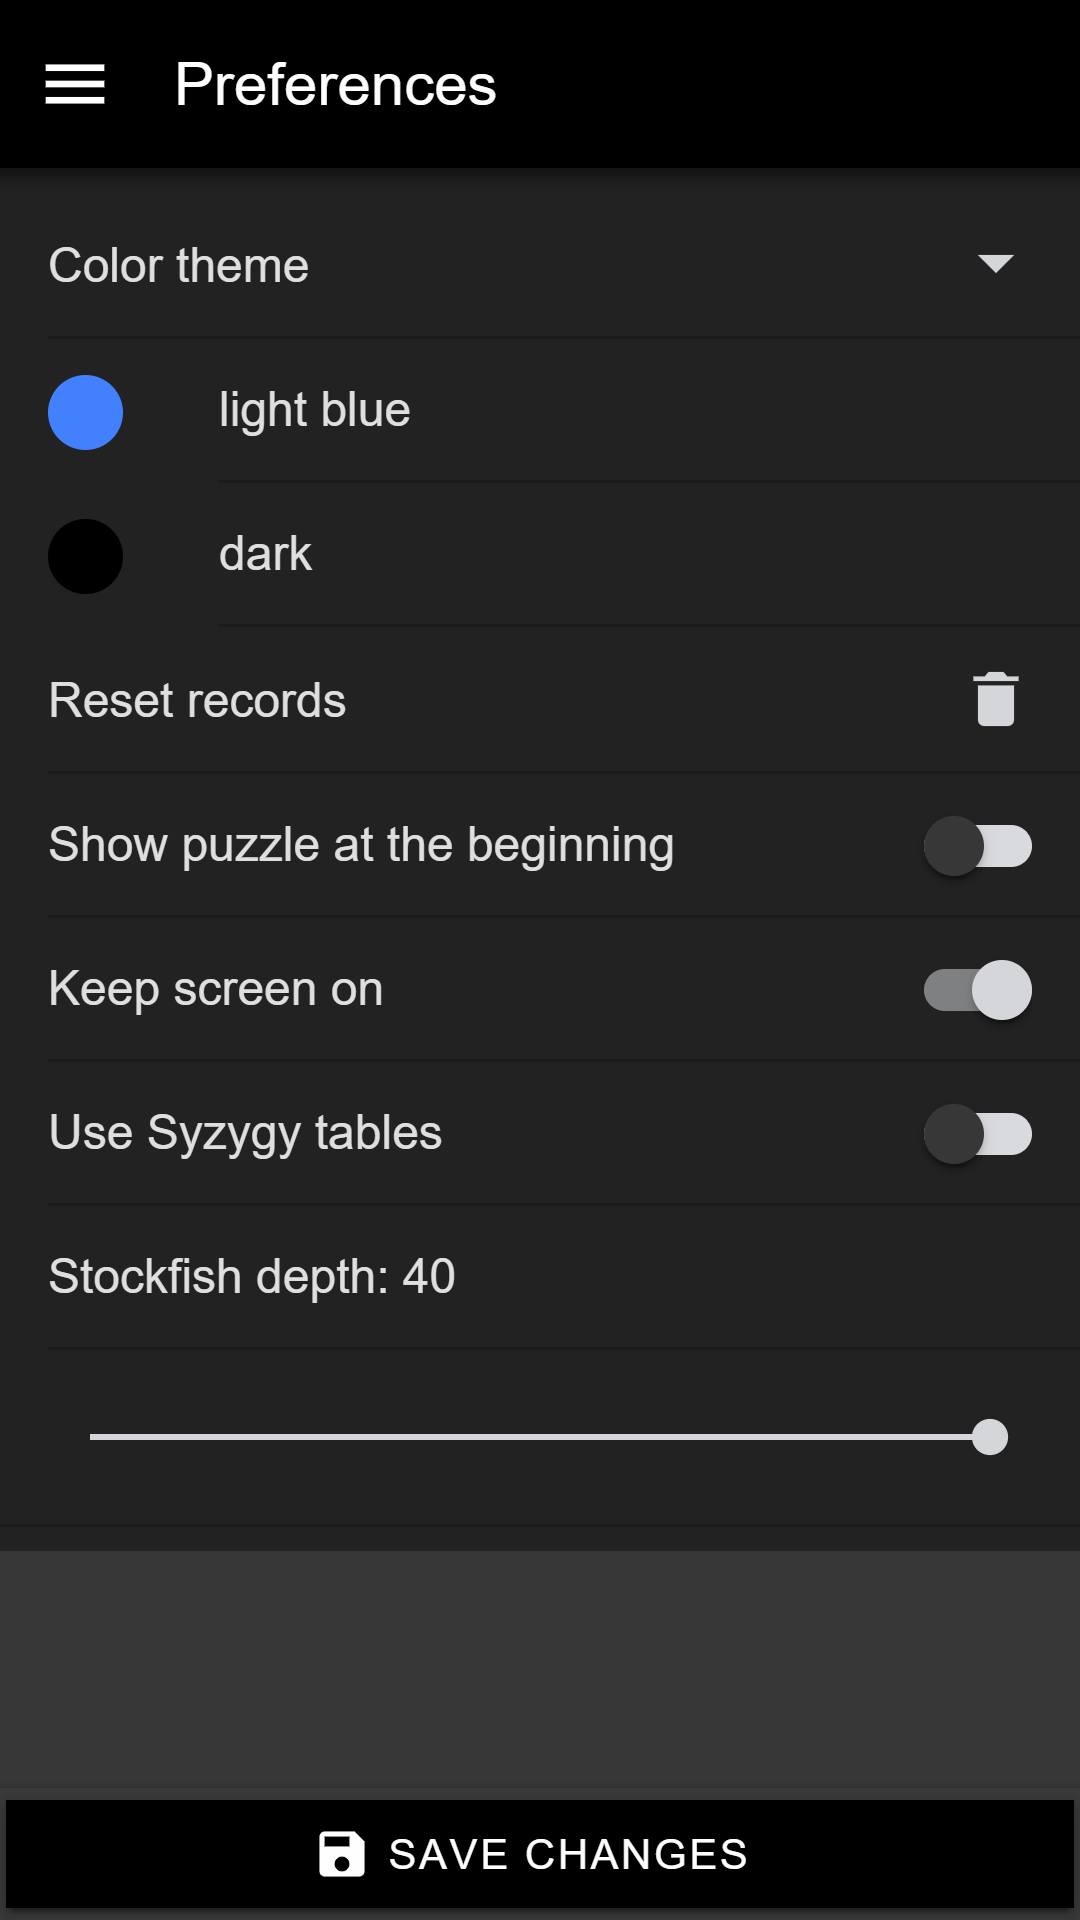 Preferences
Color theme
light blue
dark
Reset records
Show puzzle at the beginning
Keep screen on
Use Syzygy tables
Stockfish depth: 40
SAVE CHANGES